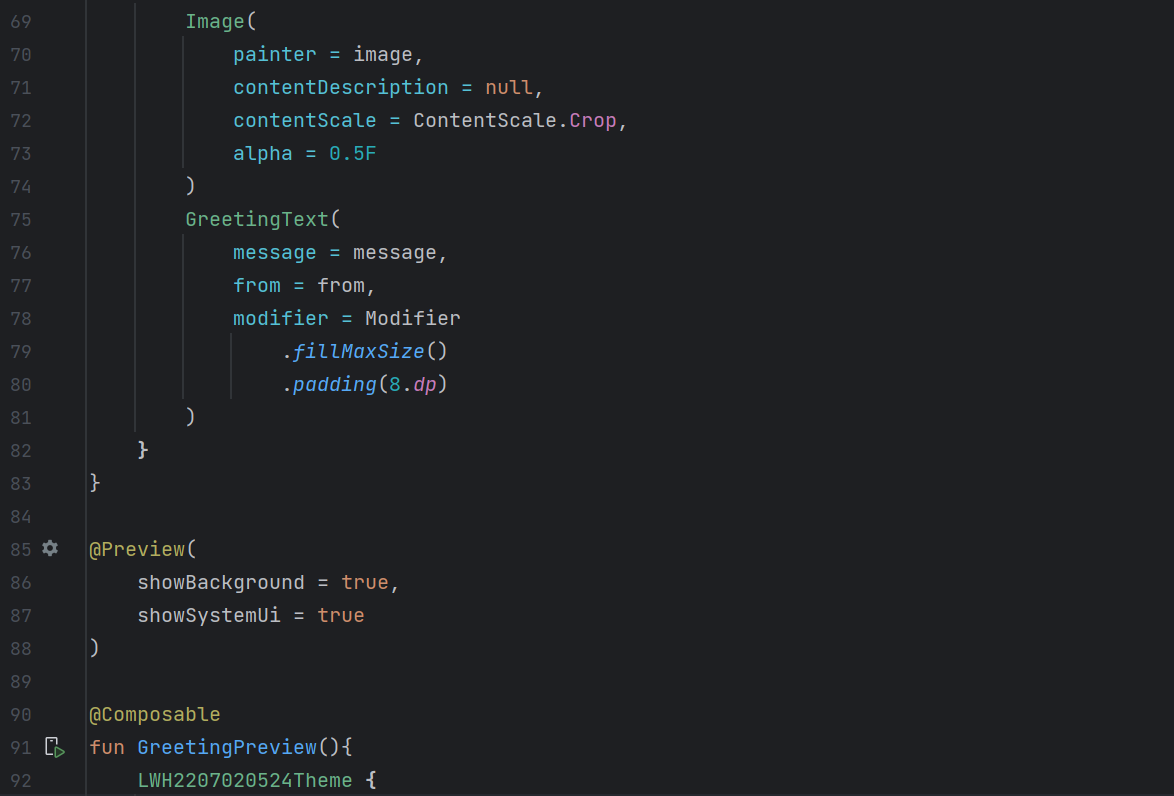 69             Image(
70                 painter = image,
71                 contentDescription = null,
72                 contentScale = ContentScale.Crop,
73                 alpha = 0.5F
74             )
75             GreetingText(
76                 message = message,
77                 from = from,
78                 modifier = Modifier
79                     .fillMaxSize()
80                     .padding(8.dp)
81             )
82         }
83     }
84
85     @Preview(
86         showBackground = true,
87         showSystemUi = true
88     )
89
90     @Composable
91     fun GreetingPreview(){
92         LWH2207020524Theme {